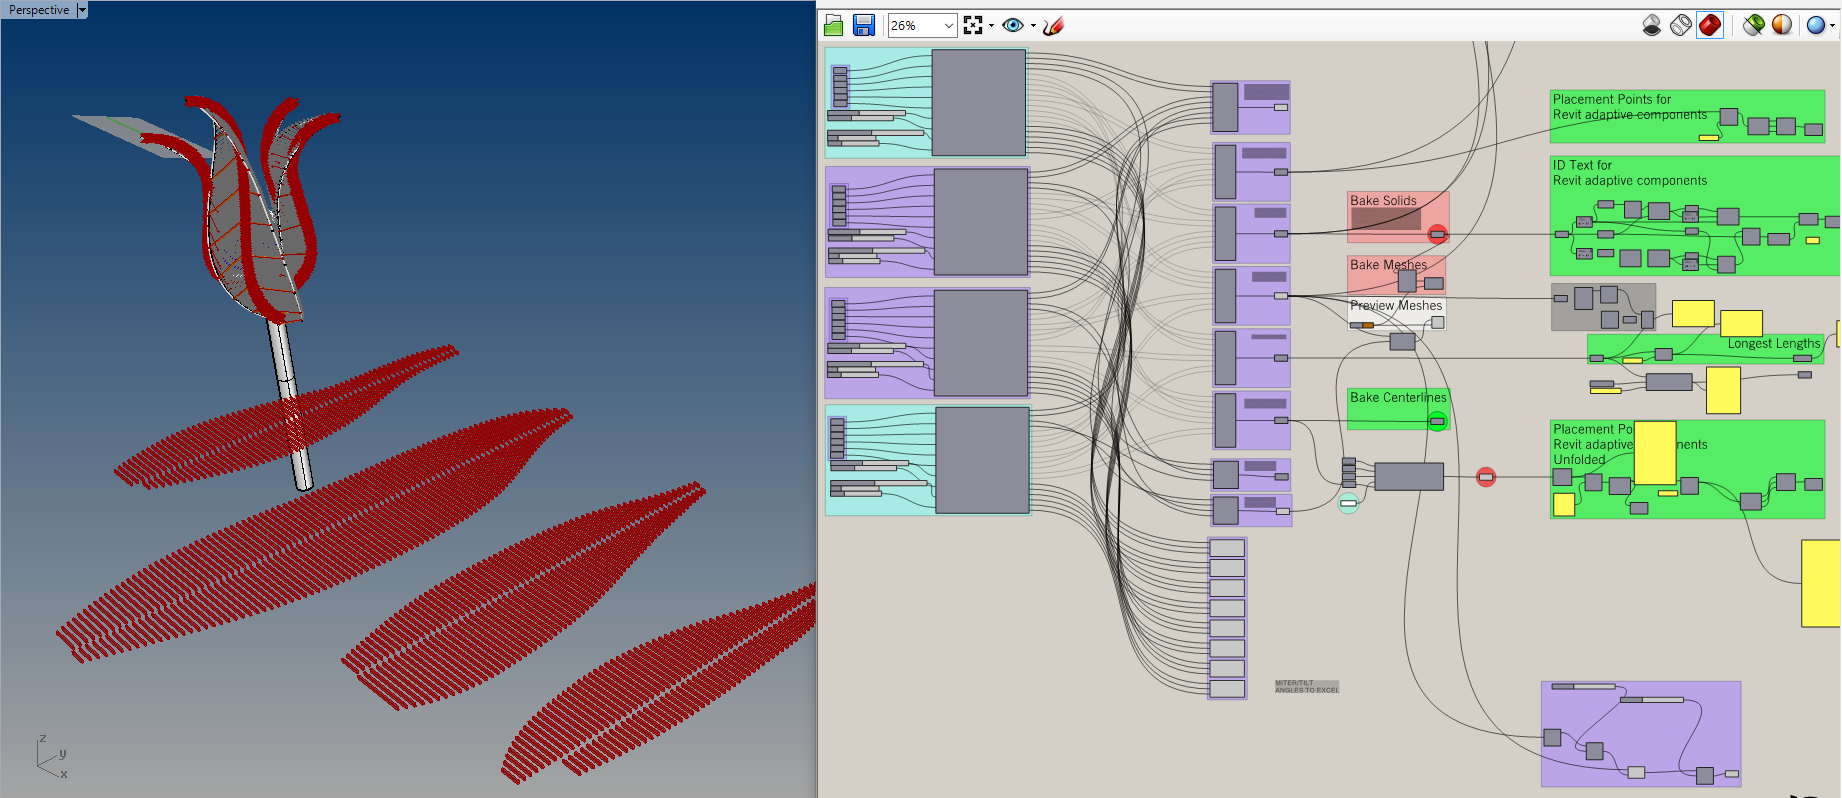 Perspective
26%
Placement Points for
Revit adaptive components
ID Text for
Revit adaptive components
Bake Solids
Bake Meshes
Preview Meshes
Longest Lengths
Bake Centerlines
Placement Po
Revit adaptive nents
Unfolded
MITER/TILT
ANGLES TO EXCEL
z
y
x